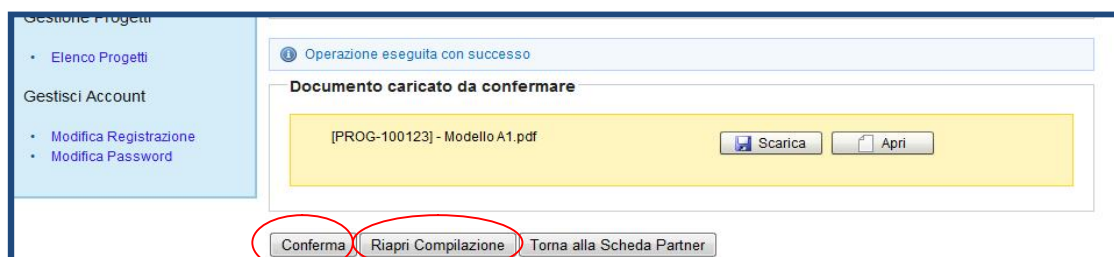 Gestione Progetti
• Elenco Progetti
Gestisci Account
• Modifica Registrazione
• Modifica Password
Operazione eseguita con successo
Documento caricato da confermare
[PROG-100123] - Modello A1.pdf
Scarica
Apri
Conferma
Riapri Compilazione
Torna alla Scheda Partner